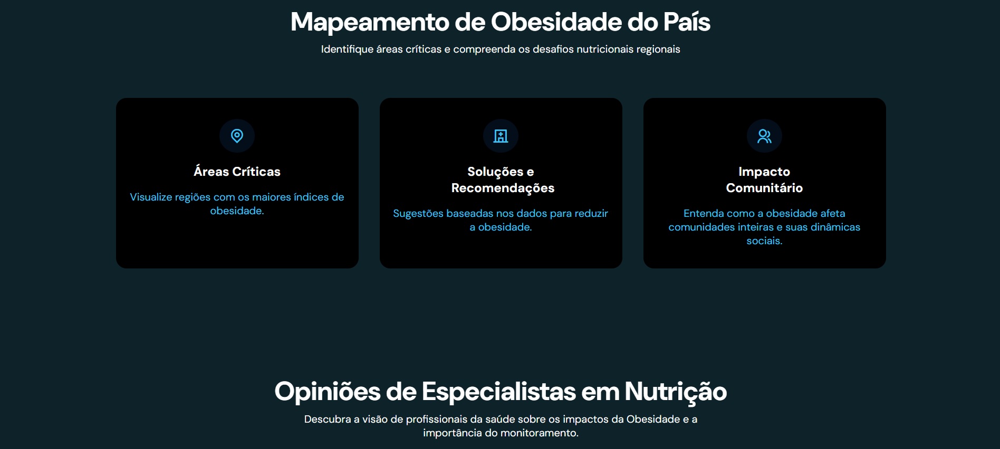 Mapeamento de Obesidade do País
Identifique áreas críticas e compreenda os desafios nutricionais regionais
Áreas Críticas
Visualize regiões com os maiores índices de
obesidade.
Soluções e
Recomendações
Sugestões baseadas nos dados para reduzir
a obesidade.
Impacto
Comunitário
Entenda como a obesidade afeta
comunidades inteiras e suas dinâmicas
sociais.
Opiniões de Especialistas em Nutrição
Descubra a visão de profissionais da saúde sobre os impactos da Obesidade e a
importância do monitoramento.